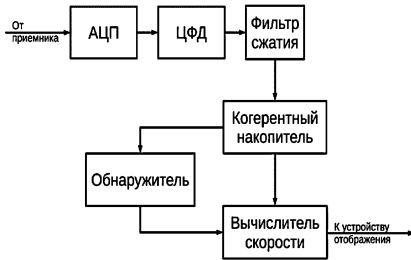 От
приемника
АЦП
ЦФД
Фильтр
сжатия
Когерентный
накопитель
Обнаружитель
Вычислитель
скорости
К устройству
отображения